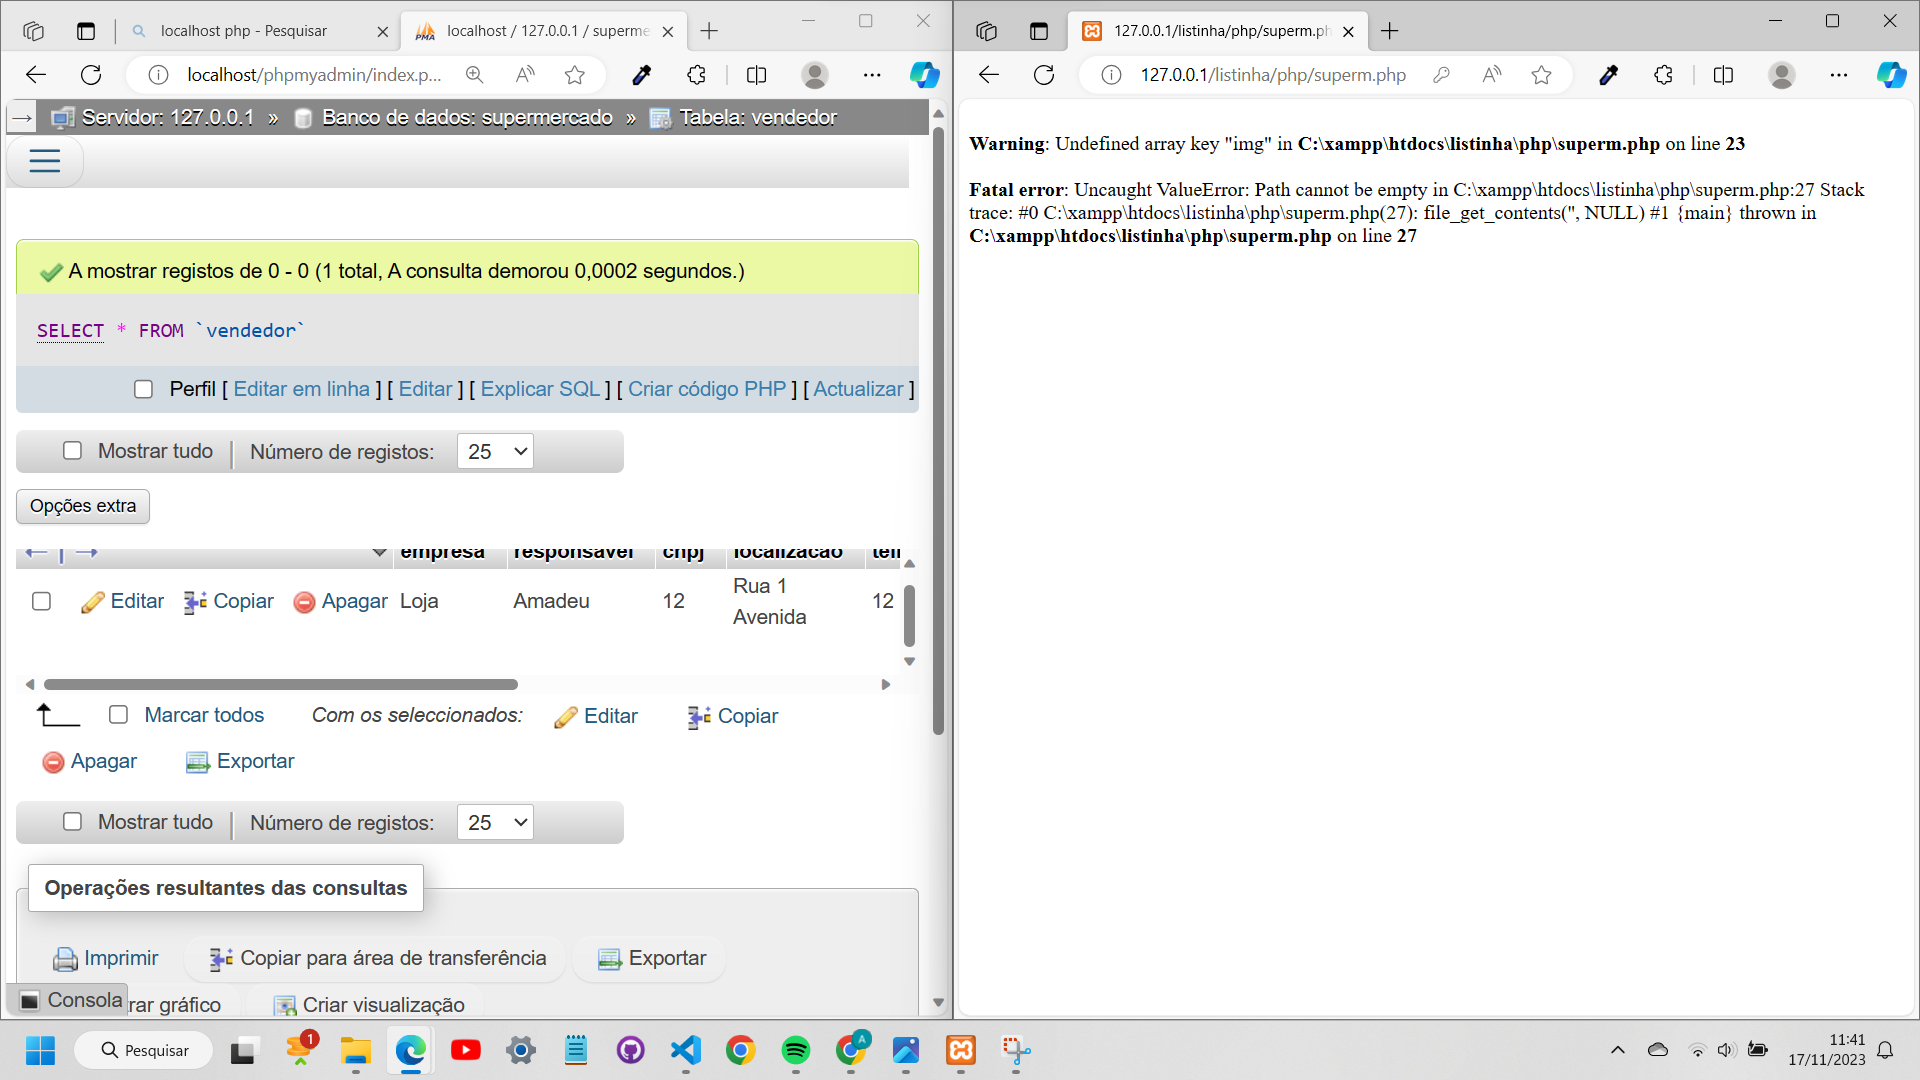 localhost php - Pesquisar
localhost / 127.0.0.1 / superme
localhost/phpmyadmin/index.p...
→ Servidor: 127.0.0.1 » Banco de dados: supermercado » Tabela: vendedor
A mostrar registos de 0 - 0 (1 total, A consulta demorou 0,0002 segundos.)
SELECT * FROM `vendedor`
Perfil [ Editar em linha ] [ Editar ] [ Explicar SQL ] [ Criar código PHP ] [ Actualizar ]
Mostrar tudo | Número de registos: 25
Opções extra
←| → empresa responsavel cnpj localizacao
Editar Copiar Apagar Loja Amadeu 12 Rua 1 Avenida 12
Marcar todos Com os seleccionados: Editar Copiar
Apagar Exportar
Mostrar tudo | Número de registos: 25
Operações resultantes das consultas
Imprimir Copiar para área de transferência Exportar
Consola trar gráfico Criar visualização
127.0.0.1/listinha/php/superm.ph
127.0.0.1/listinha/php/superm.php
Warning: Undefined array key "img" in C:\xampp\htdocs\listinha\php\superm.php on line 23
Fatal error: Uncaught ValueError: Path cannot be empty in C:\xampp\htdocs\listinha\php\superm.php:27 Stack
trace: #0 C:\xampp\htdocs\listinha\php\superm.php(27): file_get_contents('', NULL) #1 {main} thrown in
C:\xampp\htdocs\listinha\php\superm.php on line 27
Pesquisar
1
A
11:41
17/11/2023